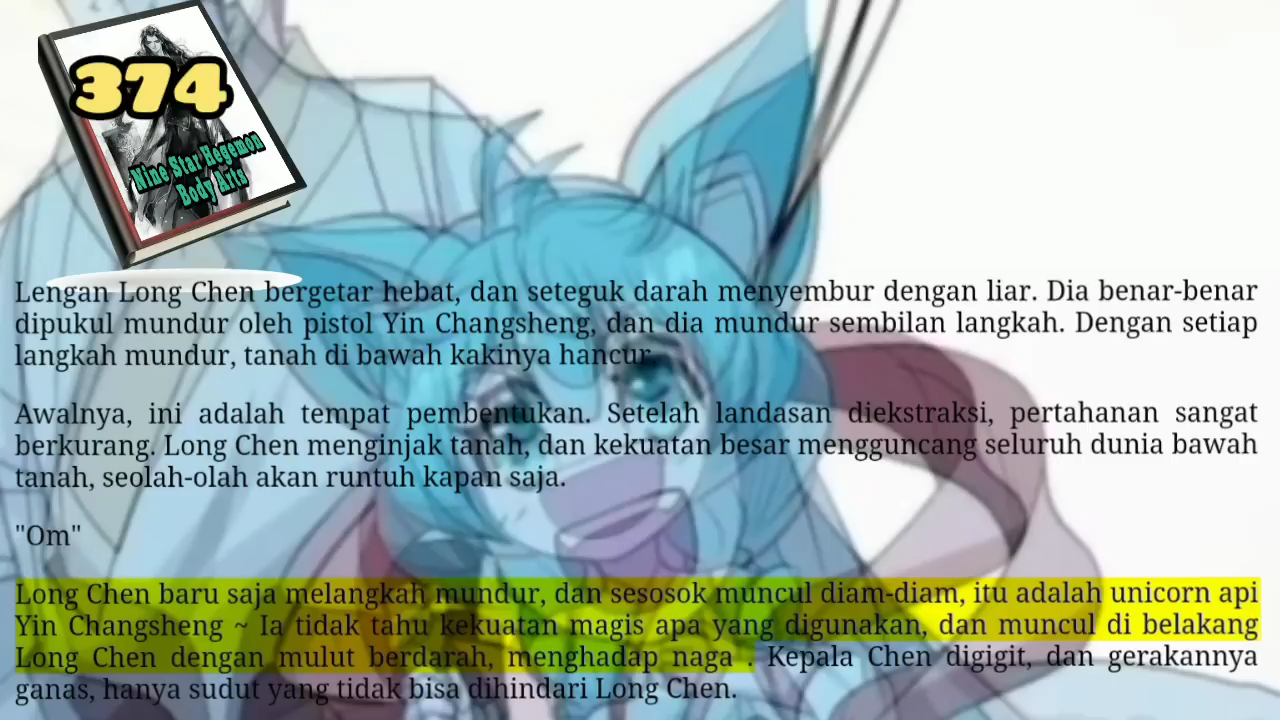 374
Nine Star Hegemon
Body Arts
Lengan Long Chen bergetar hebat, dan seteguk darah menyembur dengan liar. Dia benar-benar
dipukul mundur oleh pistol Yin Changsheng, dan dia mundur sembilan langkah. Dengan setiap
langkah mundur, tanah di bawah kakinya hancur.
Awalnya, ini adalah tempat pembentukan. Setelah landasan diekstraksi, pertahanan sangat
berkurang. Long Chen menginjak tanah, dan kekuatan besar mengguncang seluruh dunia bawah
tanah, seolah-olah akan runtuh kapan saja.
"Om"
Long Chen baru saja melangkah mundur, dan sesosok muncul diam-diam, itu adalah unicorn api
Yin Changsheng ~ Ia tidak tahu kekuatan magis apa yang digunakan, dan muncul di belakang
Long Chen dengan mulut berdarah, menghadap naga . Kepala Chen digigit, dan gerakannya
ganas, hanya sudut yang tidak bisa dihindari Long Chen.